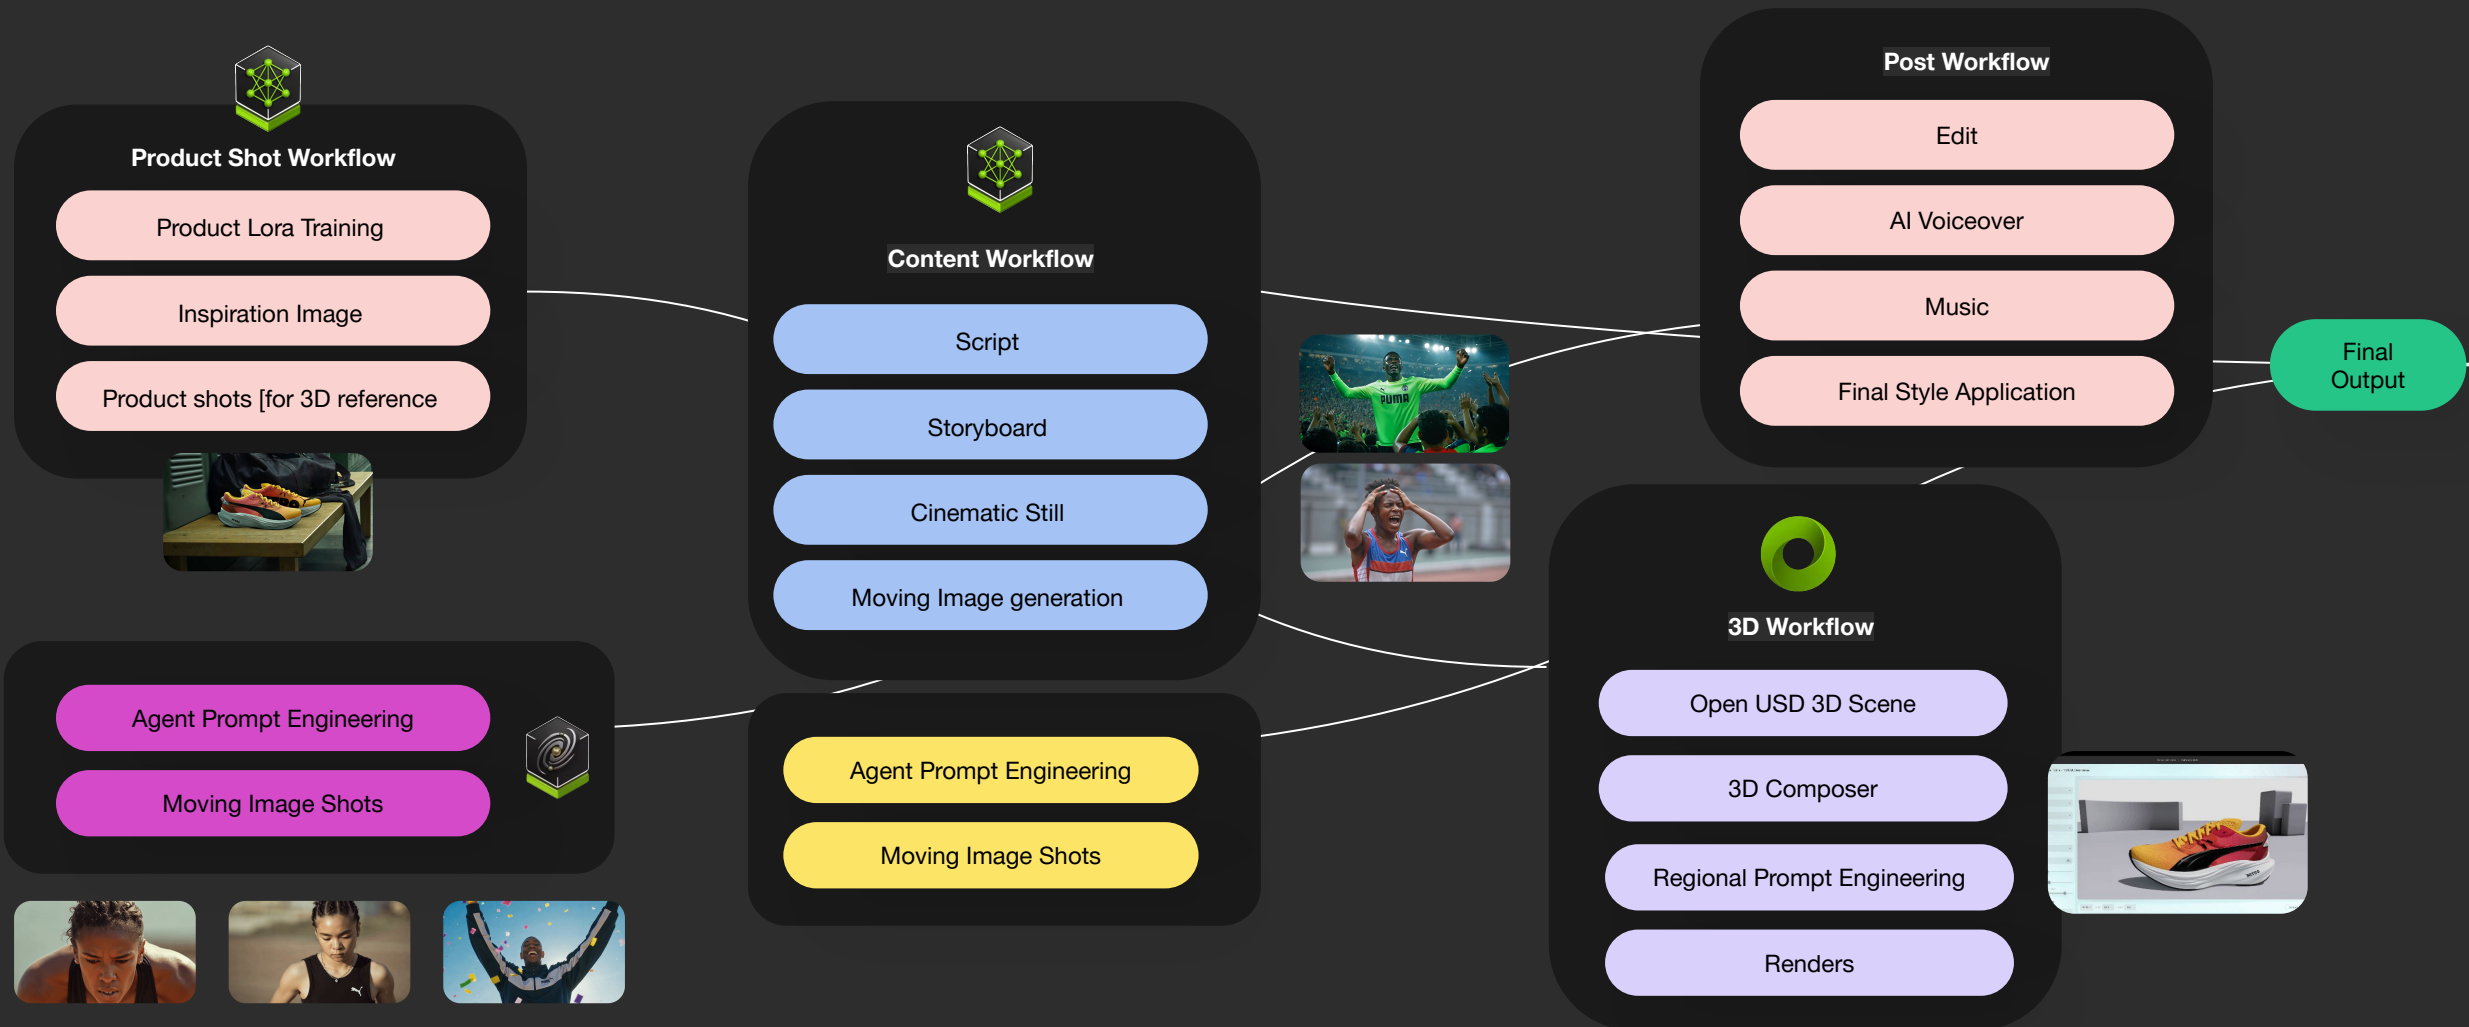 Product Shot Workflow
Product Lora Training
Inspiration Image
Product shots [for 3D reference
Agent Prompt Engineering
Moving Image Shots
Content Workflow
Script
Storyboard
Cinematic Still
Moving Image generation
Agent Prompt Engineering
Moving Image Shots
PUMA
Post Workflow
Edit
AI Voiceover
Music
Final Style Application
3D Workflow
Open USD 3D Scene
3D Composer
Regional Prompt Engineering
Renders
Final
Output